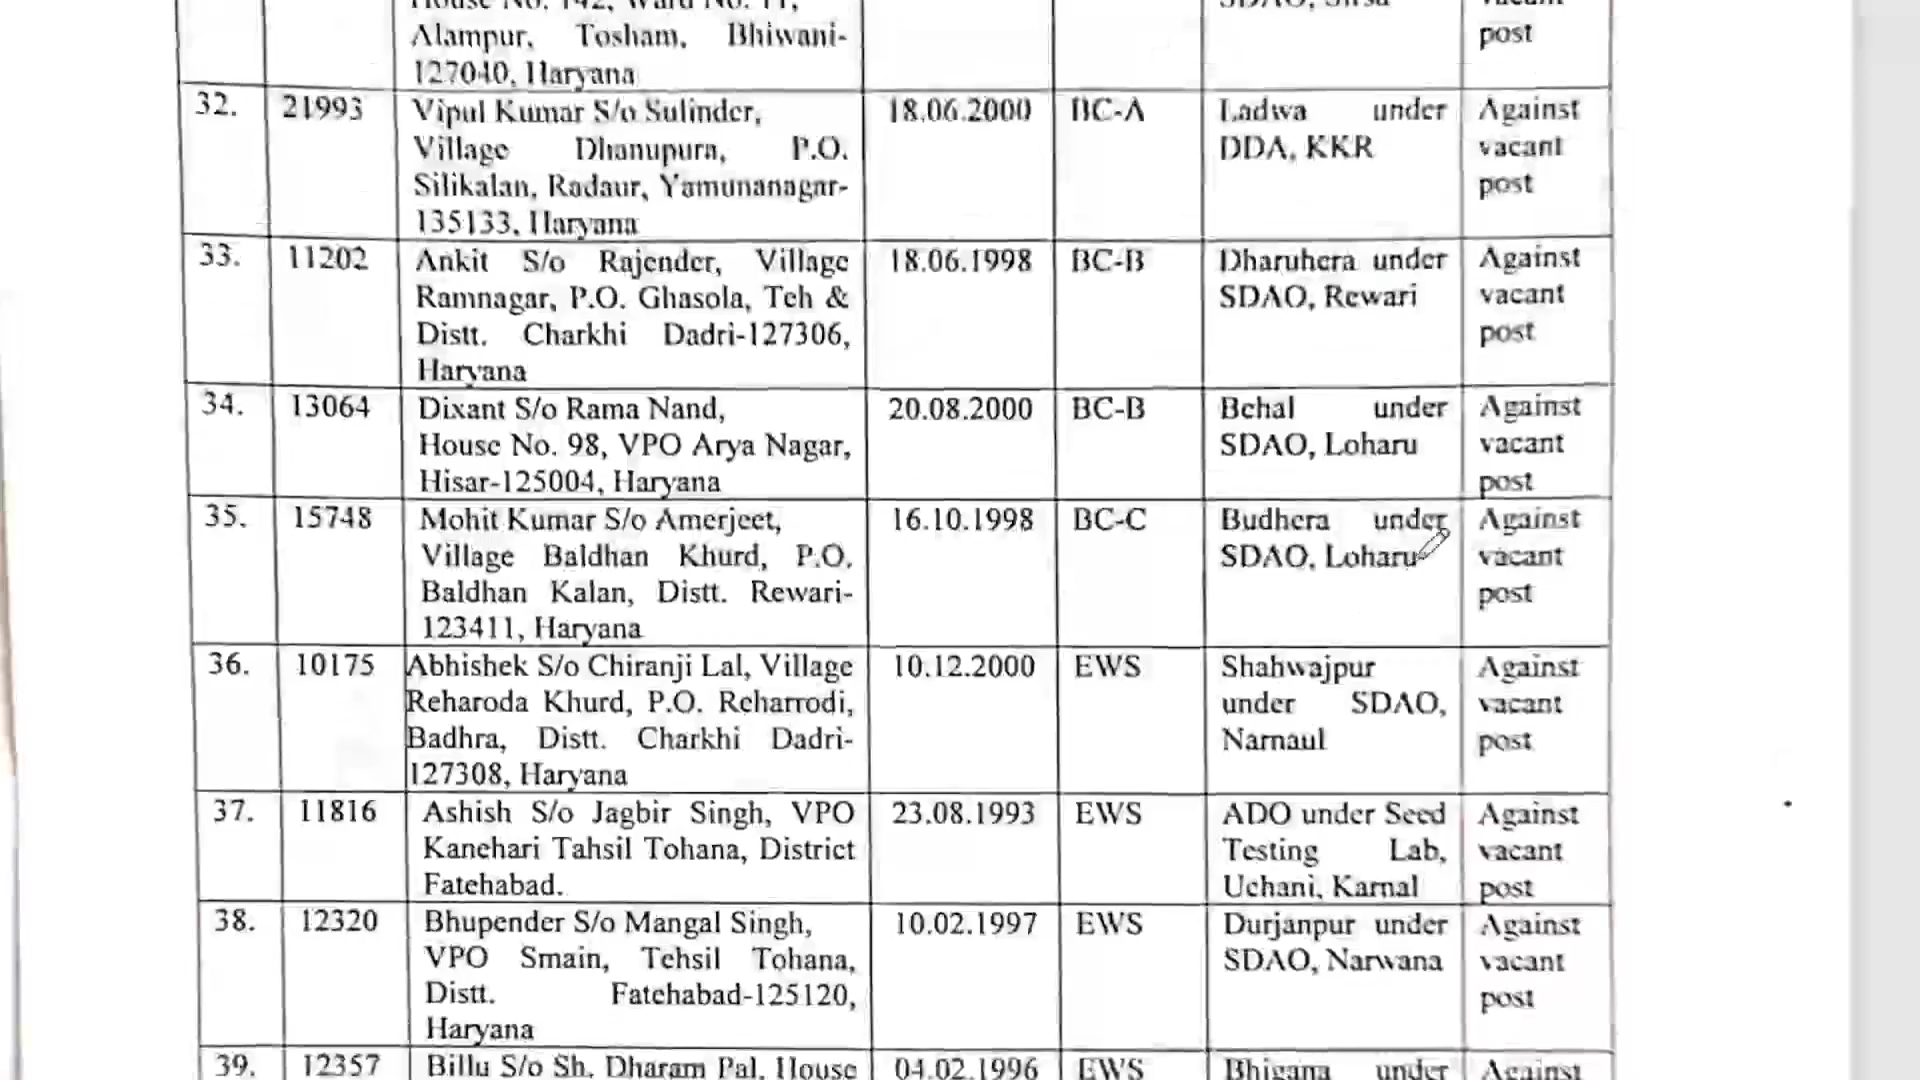 House No. 142, Ward No. 11,
Alampur, Tosham, Bhiwani-
127040, Haryana
SDAO, Sirsa
vacant
post
32.
21993
Vipul Kumar S/o Sulinder,
Village Dhanupura, P.O.
Silikalan, Radaur, Yamunanagar-
135133, Haryana
18.06.2000
BC-A
Ladwa under
DDA, KKR
Against
vacant
post
33.
11202
Ankit S/o Rajender, Village
Ramnagar, P.O. Ghasola, Teh &
Distt. Charkhi Dadri-127306,
Haryana
18.06.1998
BC-B
Dharuhera under
SDAO, Rewari
Against
vacant
post
34.
13064
Dixant S/o Rama Nand,
House No. 98, VPO Arya Nagar,
Hisar-125004, Haryana
20.08.2000
BC-B
Behal under
SDAO, Loharu
Against
vacant
post
35.
15748
Mohit Kumar S/o Amerjeet,
Village Baldhan Khurd, P.O.
Baldhan Kalan, Distt. Rewari-
123411, Haryana
16.10.1998
BC-C
Budhera under
SDAO, Loharu
Against
vacant
post
36.
10175
Abhishek S/o Chiranji Lal, Village
Reharoda Khurd, P.O. Reharrodi,
Badhra, Distt. Charkhi Dadri-
127308, Haryana
10.12.2000
EWS
Shahwajpur
under SDAO,
Narnaul
Against
vacant
post
37.
11816
Ashish S/o Jagbir Singh, VPO
Kanehari Tahsil Tohana, District
Fatehabad.
23.08.1993
EWS
ADO under Seed
Testing Lab,
Uchani, Karnal
Against
vacant
post
38.
12320
Bhupender S/o Mangal Singh,
VPO Smain, Tehsil Tohana,
Distt. Fatehabad-125120,
Haryana
10.02.1997
EWS
Durjanpur under
SDAO, Narwana
Against
vacant
post
39.
12357
Billu S/o Sh. Dharam Pal, House
04.02.1996
EWS
Bhigana under
Against